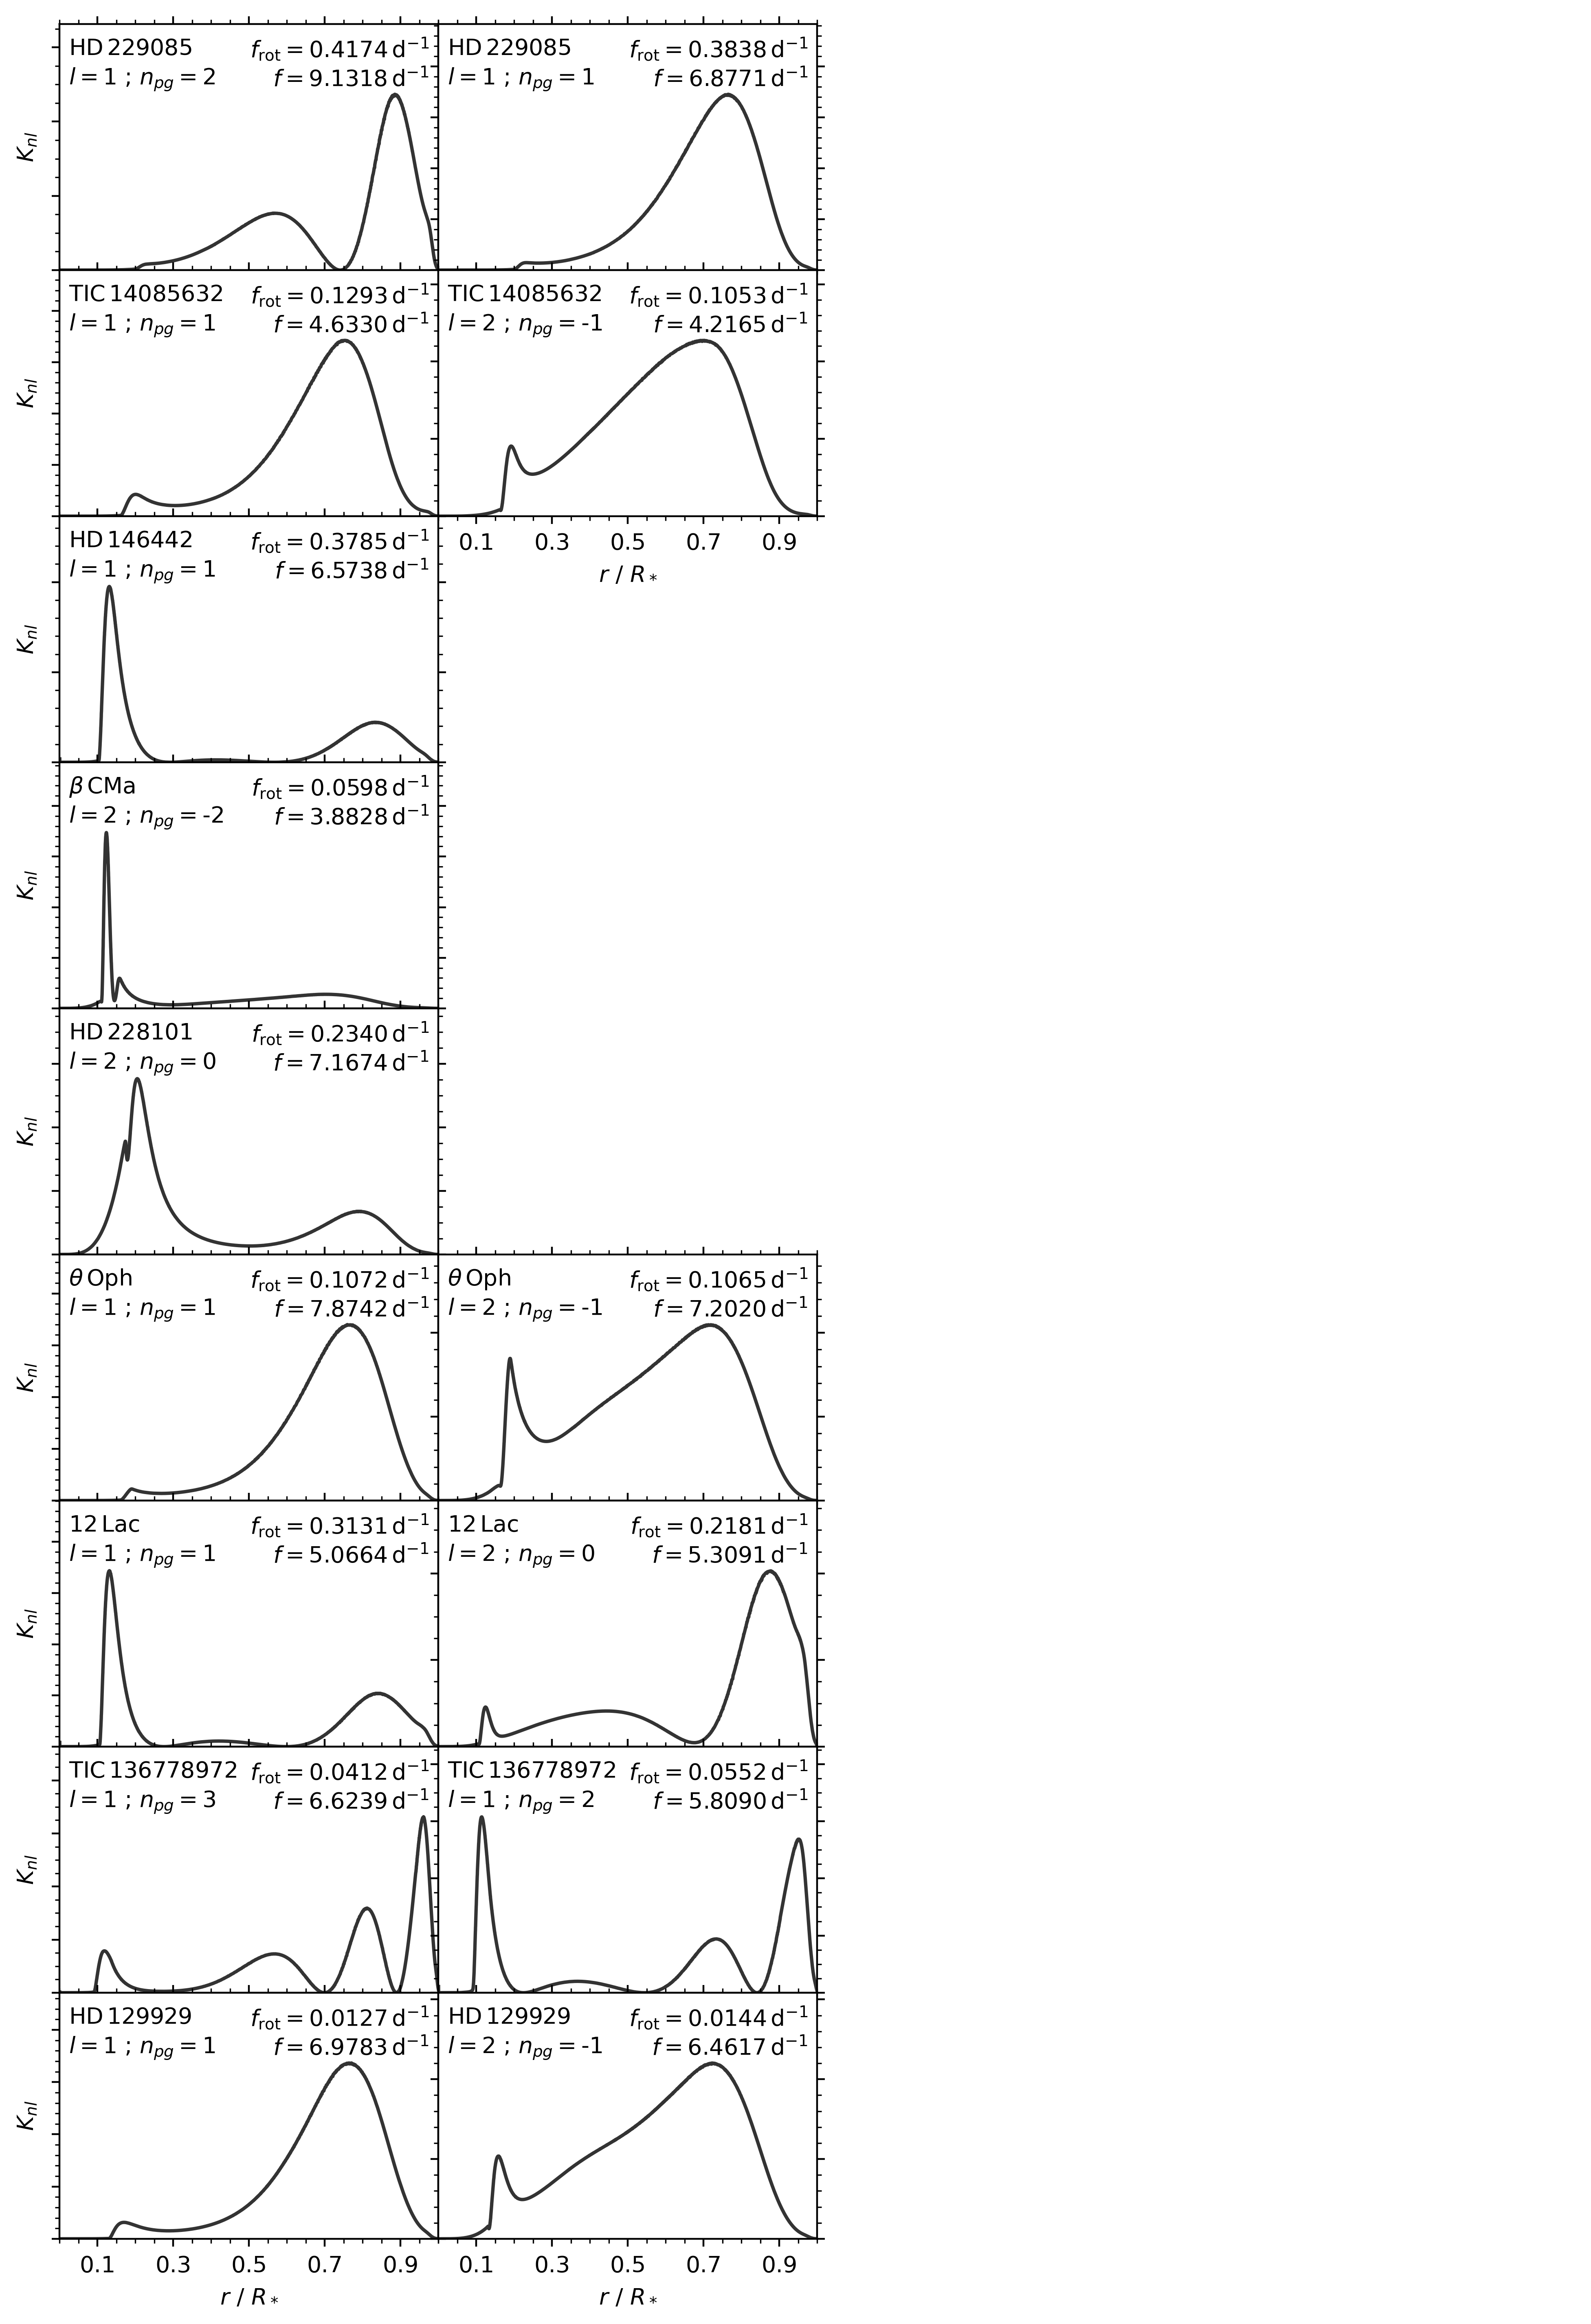 HD 229085 f_rot = 0.4174 d⁻¹
l = 1 ; n_pg = 2 f = 9.1318 d⁻¹
K_nl
HD 229085 f_rot = 0.3838 d⁻¹
l = 1 ; n_pg = 1 f = 6.8771 d⁻¹
TIC 14085632 f_rot = 0.1293 d⁻¹
l = 1 ; n_pg = 1 f = 4.6330 d⁻¹
K_nl
TIC 14085632 f_rot = 0.1053 d⁻¹
l = 2 ; n_pg = -1 f = 4.2165 d⁻¹
0.1 0.3 0.5 0.7 0.9
r / R*
HD 146442 f_rot = 0.3785 d⁻¹
l = 1 ; n_pg = 1 f = 6.5738 d⁻¹
K_nl
β CMa f_rot = 0.0598 d⁻¹
l = 2 ; n_pg = -2 f = 3.8828 d⁻¹
K_nl
HD 228101 f_rot = 0.2340 d⁻¹
l = 2 ; n_pg = 0 f = 7.1674 d⁻¹
K_nl
θ Oph f_rot = 0.1072 d⁻¹
l = 1 ; n_pg = 1 f = 7.8742 d⁻¹
K_nl
θ Oph f_rot = 0.1065 d⁻¹
l = 2 ; n_pg = -1 f = 7.2020 d⁻¹
12 Lac f_rot = 0.3131 d⁻¹
l = 1 ; n_pg = 1 f = 5.0664 d⁻¹
K_nl
12 Lac f_rot = 0.2181 d⁻¹
l = 2 ; n_pg = 0 f = 5.3091 d⁻¹
TIC 136778972 f_rot = 0.0412 d⁻¹
l = 1 ; n_pg = 3 f = 6.6239 d⁻¹
K_nl
TIC 136778972 f_rot = 0.0552 d⁻¹
l = 1 ; n_pg = 2 f = 5.8090 d⁻¹
HD 129929 f_rot = 0.0127 d⁻¹
l = 1 ; n_pg = 1 f = 6.9783 d⁻¹
K_nl
HD 129929 f_rot = 0.0144 d⁻¹
l = 2 ; n_pg = -1 f = 6.4617 d⁻¹
0.1 0.3 0.5 0.7 0.9
r / R*
0.1 0.3 0.5 0.7 0.9
r / R*